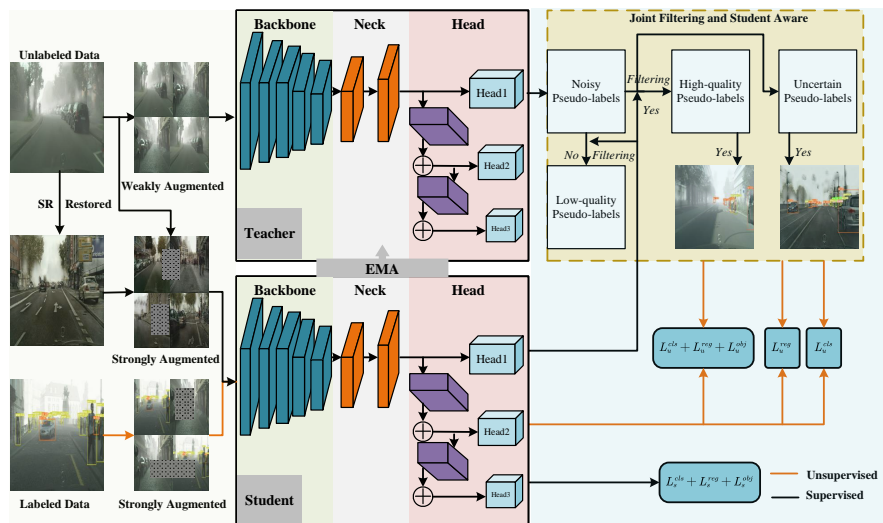 Unlabeled Data
Weakly Augmented
SR Restored
Strongly Augmented
Labeled Data
Strongly Augmented
Backbone
Neck
Head
Head1
Head2
Head3
Teacher
EMA
Backbone
Neck
Head
Head1
Head2
Head3
Student
Joint Filtering and Student Aware
Noisy
Pseudo-labels
Filtering
Yes
High-quality
Pseudo-labels
Uncertain
Pseudo-labels
No Filtering
Yes
Yes
Low-quality
Pseudo-labels
L_u^{cls} + L_u^{reg} + L_u^{obj}
L_u^{reg}
L_u^{cls}
L_s^{cls} + L_s^{reg} + L_s^{obj}
Unsupervised
Supervised